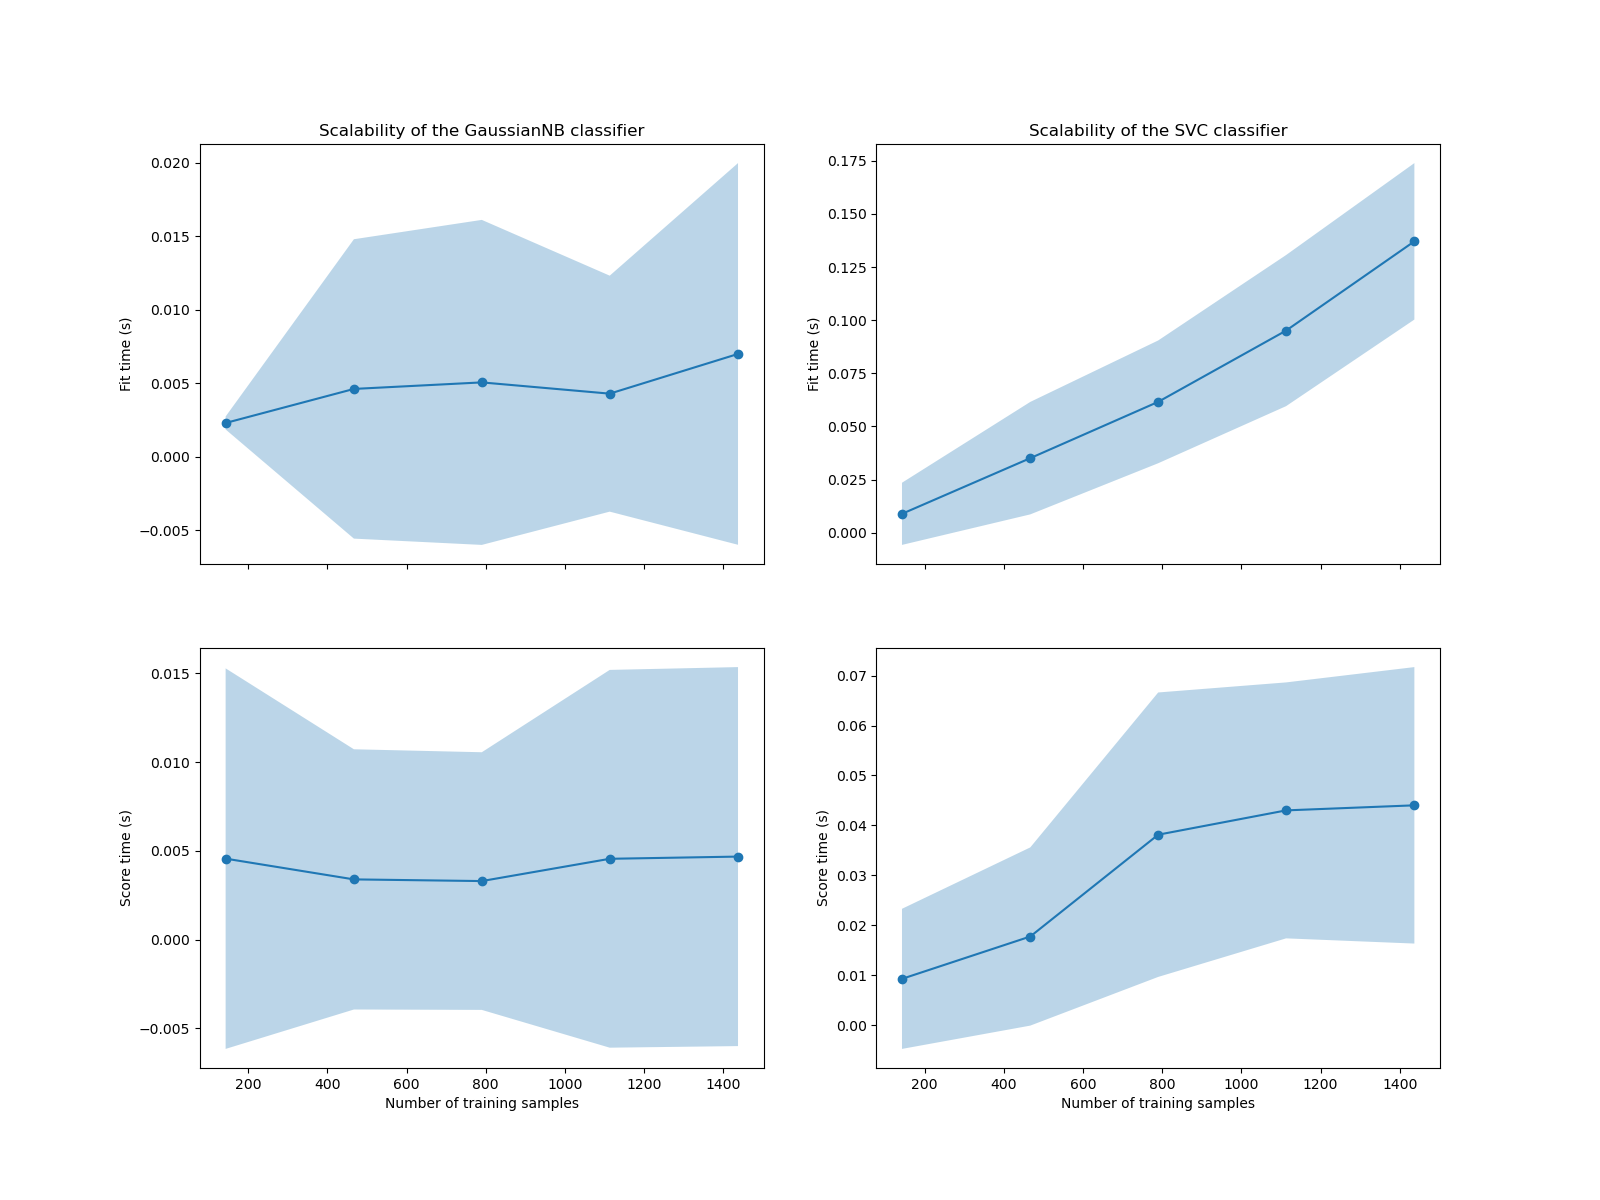 Scalability of the GaussianNB classifier
0.020
0.015
0.010
0.005
0.000
−0.005
Fit time (s)
Scalability of the SVC classifier
0.175
0.150
0.125
0.100
0.075
0.050
0.025
0.000
Fit time (s)
0.015
0.010
0.005
0.000
−0.005
Score time (s)
200 400 600 800 1000 1200 1400
Number of training samples
0.07
0.06
0.05
0.04
0.03
0.02
0.01
0.00
Score time (s)
200 400 600 800 1000 1200 1400
Number of training samples